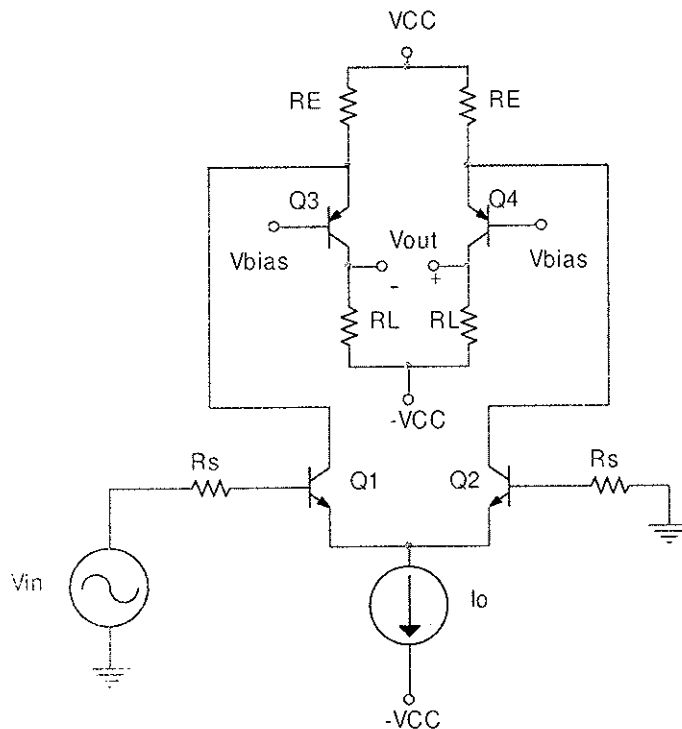 VCC
RE
RE
Q3
Q4
Vout
Vbias
Vbias
-
+
RL
RL
-VCC
Rs
Q1
Q2
Rs
Vin
Io
-VCC